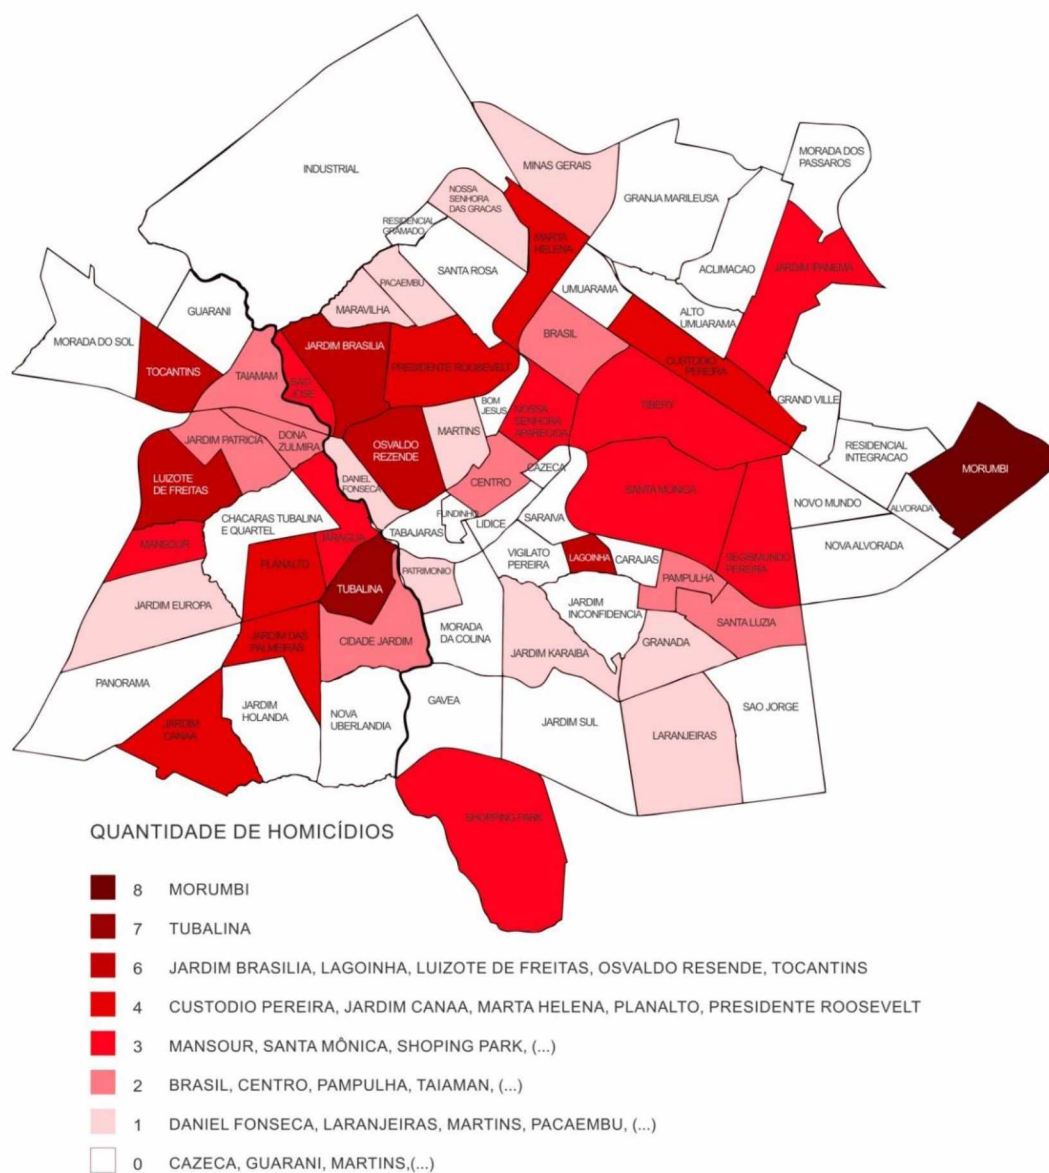 INDUSTRIAL
MINAS GERAIS
MORADA DOS
PASSAROS
NOSSA
SENHORA
DAS GRACAS
GRANJA MARILEUSA
RESIDENCIAL
GRAMADO
MARTA
HELENA
ACLIMACAO
JARDIM IPANEMA
SANTA ROSA
PACAEMBU
UMUARAMA
MARAVILHA
GUARANI
ALTO
UMUARAMA
MORADA DO SOL
JARDIM BRASILIA
BRASIL
CUSTODIO
PEREIRA
TOCANTINS
TAIAMAM
PRESIDENTE ROOSEVELT
SAO
JOSE
TIBERY
GRAND VILLE
BOM
JESUS
NOSSA
SENHORA
APARECIDA
JARDIM PATRICIA
DONA
ZULMIRA
MARTINS
OSVALDO
REZENDE
RESIDENCIAL
INTEGRACAO
MORUMBI
LUIZOTE
DE FREITAS
DANIEL
FONSECA
CENTRO
CAZECA
SANTA MONICA
NOVO MUNDO
ALVORADA
CHACARAS TUBALINA
E QUARTEL
FUNDINHO
SARAIVA
TABAJARAS
LIDICE
MANSOUR
JARAGUA
NOVA ALVORADA
VIGILATO
PEREIRA
LAGOINHA
CARAJAS
SEGISMUNDO
PEREIRA
PLANALTO
PATRIMONIO
PAMPULHA
TUBALINA
JARDIM EUROPA
JARDIM
INCONFIDENCIA
SANTA LUZIA
JARDIM DAS
PALMEIRAS
CIDADE JARDIM
MORADA
DA COLINA
JARDIM KARAIBA
GRANADA
PANORAMA
JARDIM
HOLANDA
NOVA
UBERLANDIA
GAVEA
SAO JORGE
JARDIM
CANAA
JARDIM SUL
LARANJEIRAS
SHOPPING PARK
QUANTIDADE DE HOMICÍDIOS
8 MORUMBI
7 TUBALINA
6 JARDIM BRASILIA, LAGOINHA, LUIZOTE DE FREITAS, OSVALDO RESENDE, TOCANTINS
4 CUSTODIO PEREIRA, JARDIM CANAA, MARTA HELENA, PLANALTO, PRESIDENTE ROOSEVELT
3 MANSOUR, SANTA MÔNICA, SHOPING PARK, (...)
2 BRASIL, CENTRO, PAMPULHA, TAIAMAN, (...)
1 DANIEL FONSECA, LARANJEIRAS, MARTINS, PACAEMBU, (...)
0 CAZECA, GUARANI, MARTINS,(...)